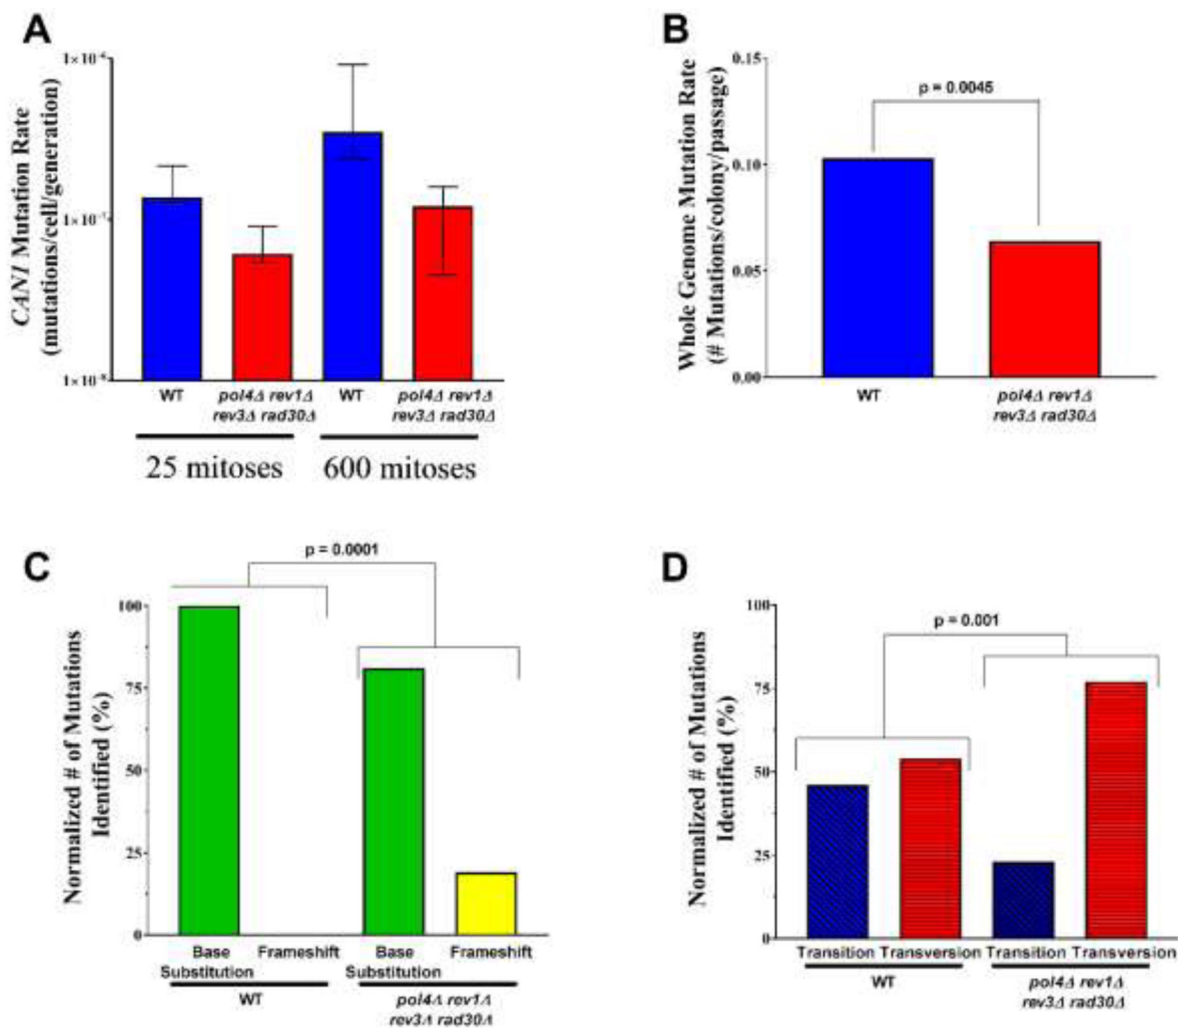 A
CAN1 Mutation Rate
(mutations/cell/generation)
1×10⁻⁶
1×10⁻⁷
1×10⁻⁸
WT
pol4Δ rev1Δ
rev3Δ rad30Δ
WT
pol4Δ rev1Δ
rev3Δ rad30Δ
25 mitoses
600 mitoses
B
Whole Genome Mutation Rate
(# Mutations/colony/passage)
0.15
0.10
0.05
0.00
p = 0.0045
WT
pol4Δ rev1Δ
rev3Δ rad30Δ
C
Normalized # of Mutations
Identified (%)
100
75
50
25
0
p = 0.0001
Base
Substitution
Frameshift
Base
Substitution
Frameshift
WT
pol4Δ rev1Δ
rev3Δ rad30Δ
D
Normalized # of Mutations
Identified (%)
100
75
50
25
0
p = 0.001
Transition
Transversion
Transition
Transversion
WT
pol4Δ rev1Δ
rev3Δ rad30Δ